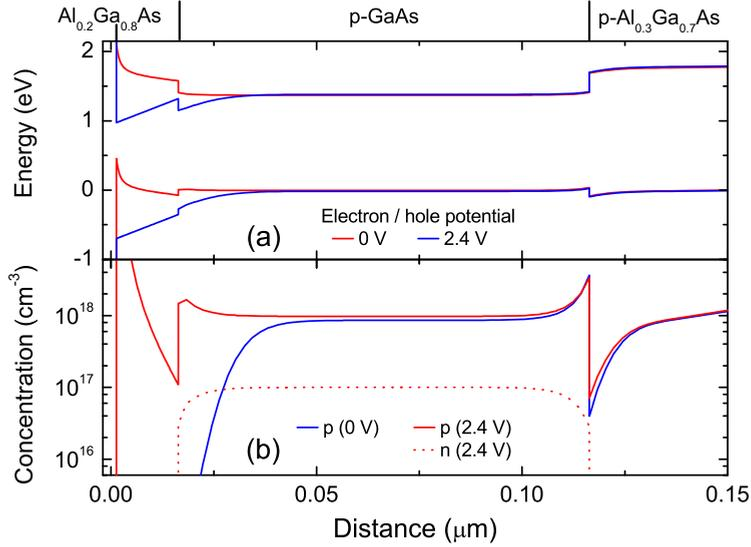 Al0.2Ga0.8As p-GaAs p-Al0.3Ga0.7As
2
1
0
-1
Energy (eV)
Electron / hole potential
(a) 0 V 2.4 V
10^18
10^17
10^16
Concentration (cm^-3)
p (0 V) p (2.4 V)
(b) n (2.4 V)
0.00 0.05 0.10 0.15
Distance (μm)